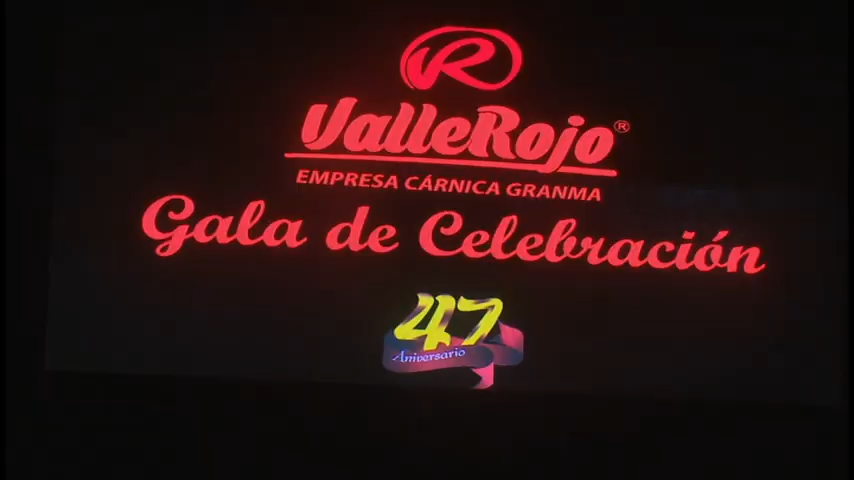 R
ValleRojo®
EMPRESA CÁRNICA GRANMA
Gala de Celebración
47
Aniversario